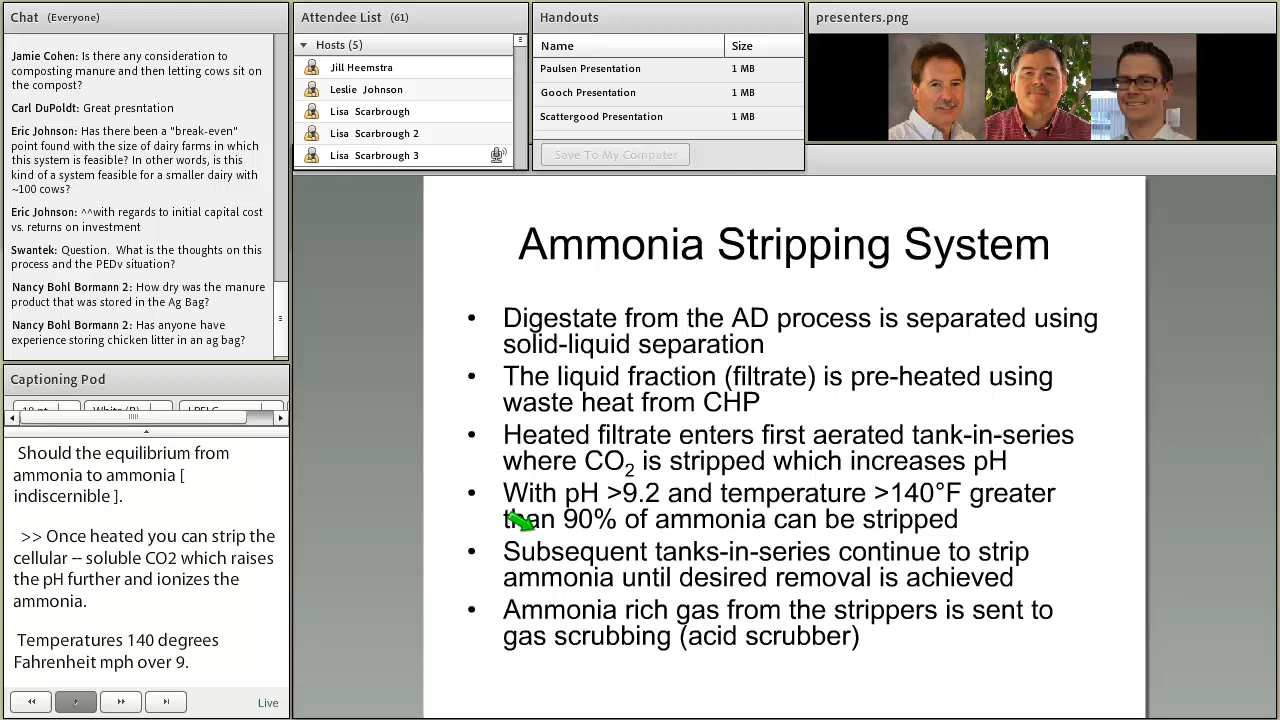 Chat (Everyone)
Jamie Cohen: Is there any consideration to
composting manure and then letting cows sit on
the compost?
Carl DuPoldt: Great presntation
Eric Johnson: Has there been a "break-even"
point found with the size of dairy farms in which
this system is feasible? In other words, is this
kind of a system feasible for a smaller dairy with
~100 cows?
Eric Johnson: ^^with regards to initial capital cost
vs. returns on investment
Swantek: Question. What is the thoughts on this
process and the PEDv situation?
Nancy Bohl Bormann 2: How dry was the manure
product that was stored in the Ag Bag?
Nancy Bohl Bormann 2: Has anyone have
experience storing chicken litter in an ag bag?
Captioning Pod
Should the equilibrium from
ammonia to ammonia [
indiscernible ].
>> Once heated you can strip the
cellular -- soluble CO2 which raises
the pH further and ionizes the
ammonia.
Temperatures 140 degrees
Fahrenheit mph over 9.
Live
Attendee List (61)
Hosts (5)
Jill Heemstra
Leslie Johnson
Lisa Scarbrough
Lisa Scarbrough 2
Lisa Scarbrough 3
Handouts
Name Size
Paulsen Presentation 1 MB
Gooch Presentation 1 MB
Scattergood Presentation 1 MB
Save To My Computer
presenters.png
Ammonia Stripping System
• Digestate from the AD process is separated using
solid-liquid separation
• The liquid fraction (filtrate) is pre-heated using
waste heat from CHP
• Heated filtrate enters first aerated tank-in-series
where CO2 is stripped which increases pH
• With pH >9.2 and temperature >140°F greater
than 90% of ammonia can be stripped
• Subsequent tanks-in-series continue to strip
ammonia until desired removal is achieved
• Ammonia rich gas from the strippers is sent to
gas scrubbing (acid scrubber)